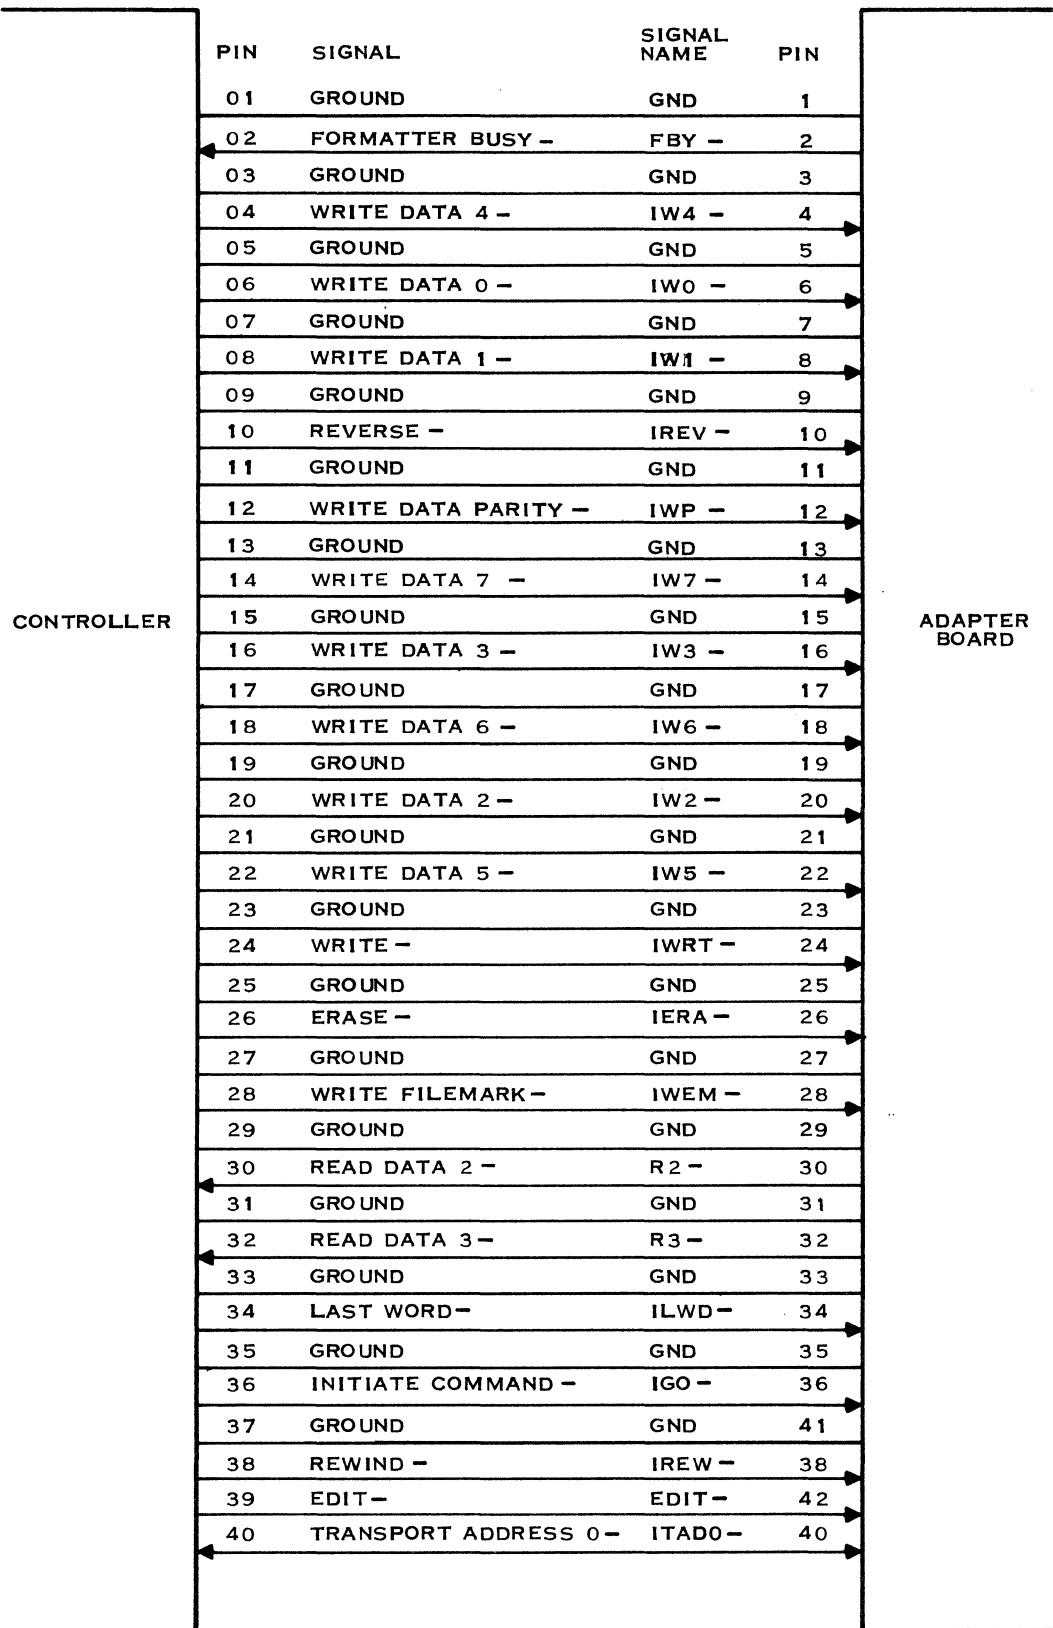 PIN SIGNAL SIGNAL NAME PIN
01 GROUND GND 1
02 FORMATTER BUSY – FBY – 2
03 GROUND GND 3
04 WRITE DATA 4 – IW4 – 4
05 GROUND GND 5
06 WRITE DATA 0 – IW0 – 6
07 GROUND GND 7
08 WRITE DATA 1 – IW1 – 8
09 GROUND GND 9
10 REVERSE – IREV – 10
11 GROUND GND 11
12 WRITE DATA PARITY – IWP – 12
13 GROUND GND 13
14 WRITE DATA 7 – IW7 – 14
CONTROLLER 15 GROUND GND 15 ADAPTER BOARD
16 WRITE DATA 3 – IW3 – 16
17 GROUND GND 17
18 WRITE DATA 6 – IW6 – 18
19 GROUND GND 19
20 WRITE DATA 2 – IW2 – 20
21 GROUND GND 21
22 WRITE DATA 5 – IW5 – 22
23 GROUND GND 23
24 WRITE – IWRT – 24
25 GROUND GND 25
26 ERASE – IERA – 26
27 GROUND GND 27
28 WRITE FILEMARK – IWEM – 28
29 GROUND GND 29
30 READ DATA 2 – R2 – 30
31 GROUND GND 31
32 READ DATA 3 – R3 – 32
33 GROUND GND 33
34 LAST WORD – ILWD – 34
35 GROUND GND 35
36 INITIATE COMMAND – IGO – 36
37 GROUND GND 41
38 REWIND – IREW – 38
39 EDIT – EDIT – 42
40 TRANSPORT ADDRESS 0 – ITAD0 – 40